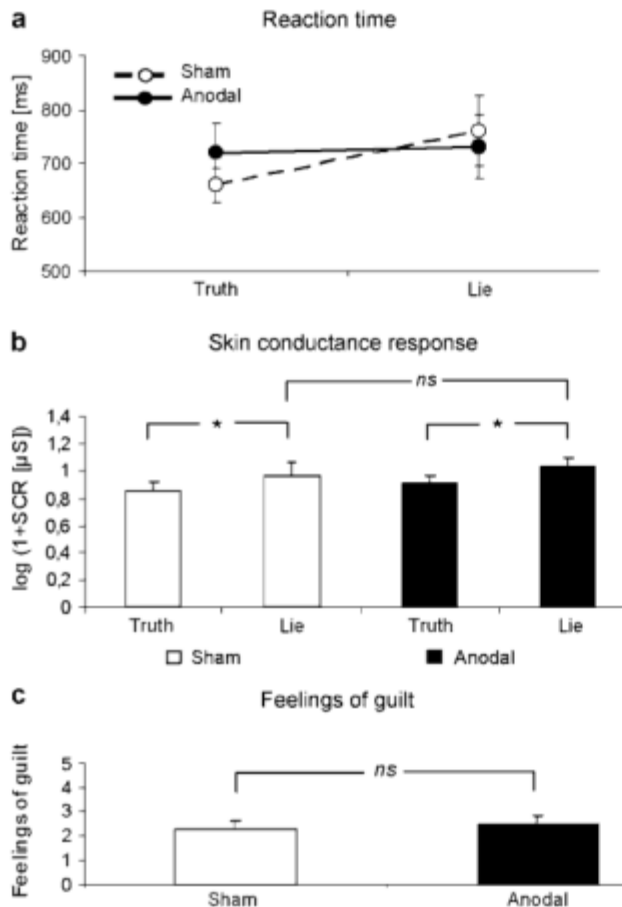 a
Reaction time
Reaction time [ms]
900
800
700
600
500
Sham
Anodal
Truth Lie
b
Skin conductance response
log (1+SCR [µS])
1,4
1,2
1
0,8
0,6
0,4
0,2
0
* ns *
Truth Lie Truth Lie
Sham Anodal
c
Feelings of guilt
Feelings of guilt
5
4
3
2
1
0
ns
Sham Anodal